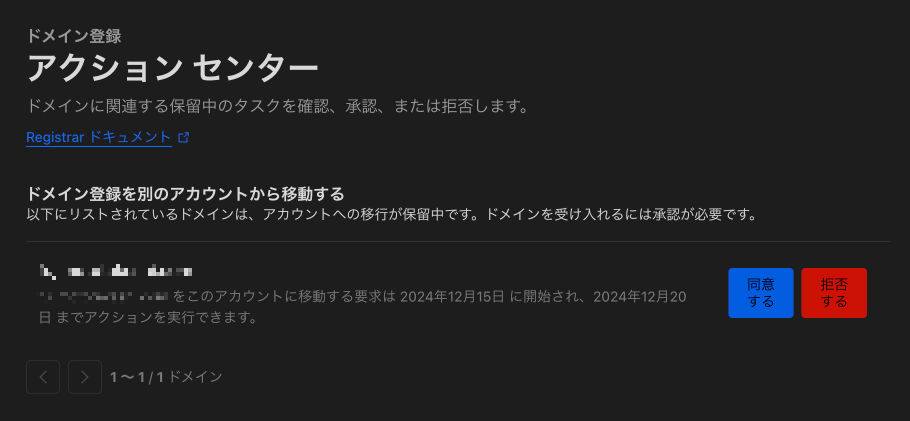 ドメイン登録
アクション センター
ドメインに関連する保留中のタスクを確認、承認、または拒否します。
Registrar ドキュメント
ドメイン登録を別のアカウントから移動する
以下にリストされているドメインは、アカウントへの移行が保留中です。ドメインを受け入れるには承認が必要です。
をこのアカウントに移動する要求は 2024年12月15日 に開始され、2024年12月20
日 までアクションを実行できます。
同意
する
拒否
する
1 〜 1 / 1 ドメイン